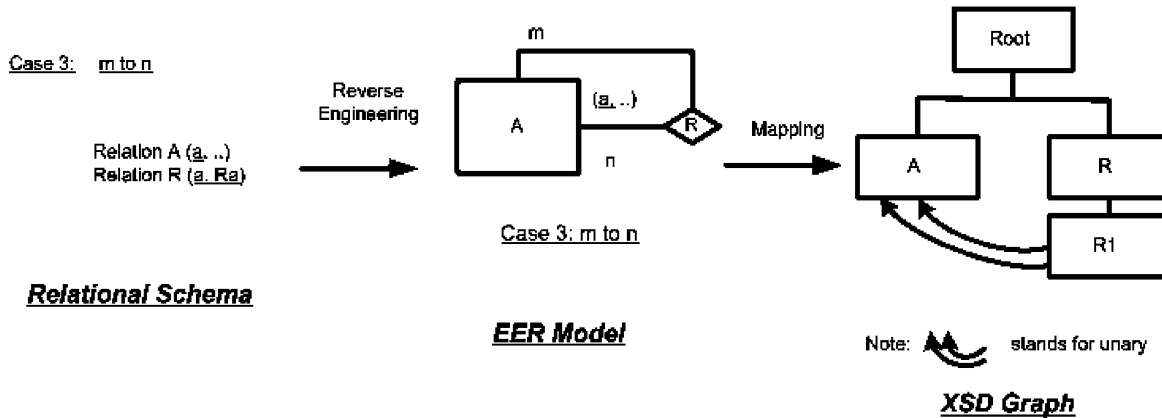 Case 3: m to n
Relation A (a, ..)
Relation R (a, Ra)
Relational Schema
Reverse
Engineering
m
A
(a, ..)
R
n
Case 3: m to n
EER Model
Mapping
Root
A
R
R1
Note: stands for unary
XSD Graph